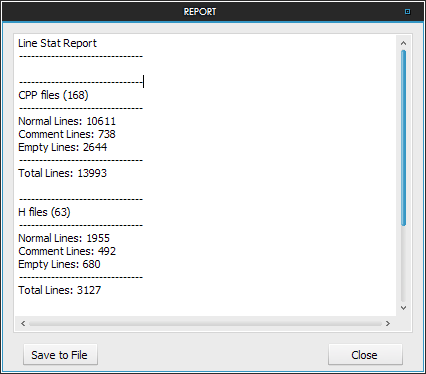 REPORT
Line Stat Report
-------------------------------
-------------------------------
CPP files (168)
-------------------------------
Normal Lines: 10611
Comment Lines: 738
Empty Lines: 2644
-------------------------------
Total Lines: 13993
-------------------------------
H files (63)
-------------------------------
Normal Lines: 1955
Comment Lines: 492
Empty Lines: 680
-------------------------------
Total Lines: 3127
Save to File
Close